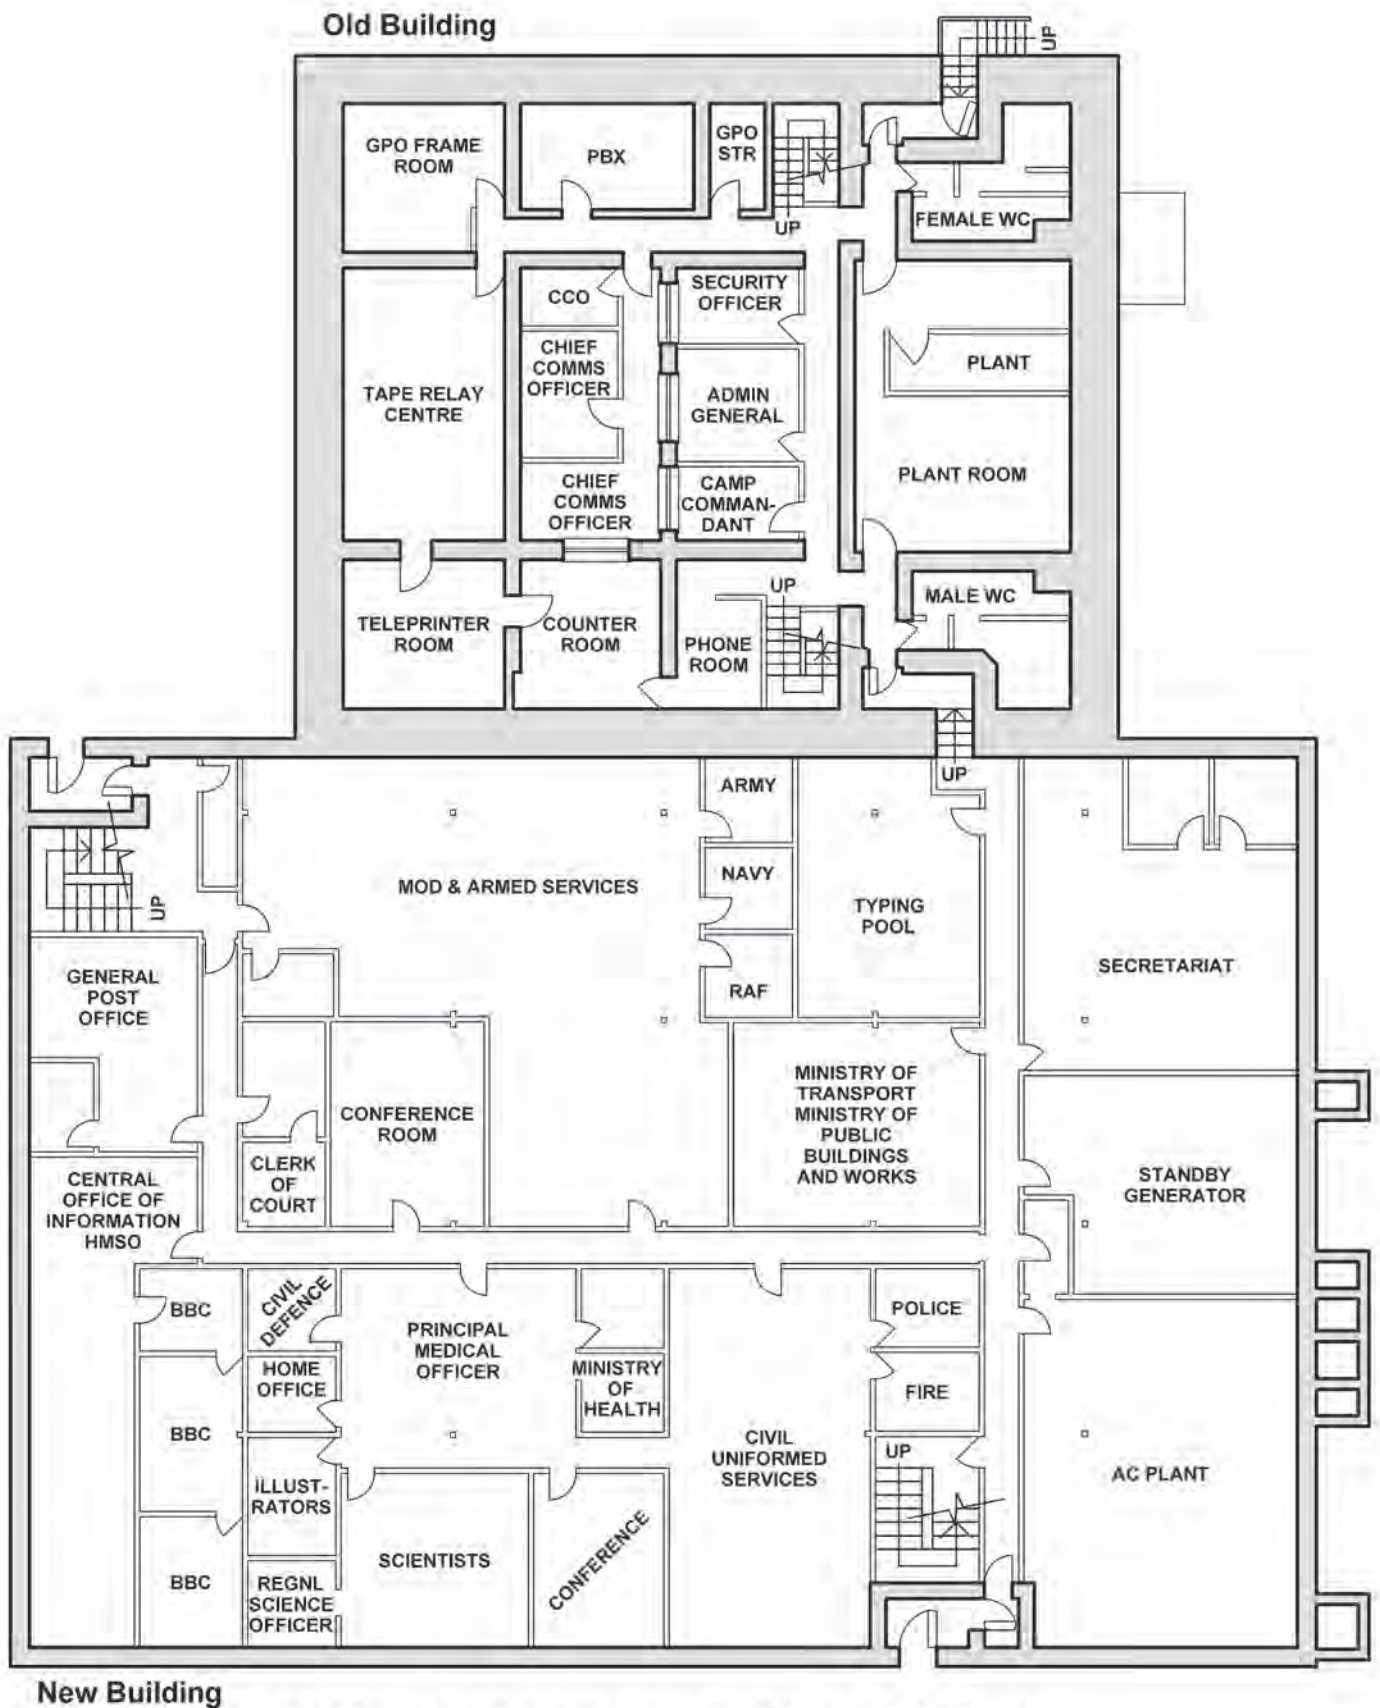 Old Building
UP
GPO FRAME
ROOM
PBX
GPO
STR
UP
FEMALE WC
CCO
SECURITY
OFFICER
CHIEF
COMMS
OFFICER
PLANT
TAPE RELAY
CENTRE
ADMIN
GENERAL
PLANT ROOM
CHIEF
COMMS
OFFICER
CAMP
COMMAN-
DANT
UP
MALE WC
TELEPRINTER
ROOM
COUNTER
ROOM
PHONE
ROOM
UP
ARMY
MOD & ARMED SERVICES
NAVY
UP
TYPING
POOL
SECRETARIAT
GENERAL
POST
OFFICE
RAF
MINISTRY OF
TRANSPORT
MINISTRY OF
PUBLIC
BUILDINGS
AND WORKS
CONFERENCE
ROOM
CLERK
OF
COURT
CENTRAL
OFFICE OF
INFORMATION
HMSO
STANDBY
GENERATOR
BBC
CIVIL
DEFENCE
POLICE
PRINCIPAL
MEDICAL
OFFICER
HOME
OFFICE
MINISTRY
OF
HEALTH
FIRE
BBC
CIVIL
UNIFORMED
SERVICES
UP
AC PLANT
ILLUST-
RATORS
SCIENTISTS
CONFERENCE
BBC
REGNL
SCIENCE
OFFICER
New Building